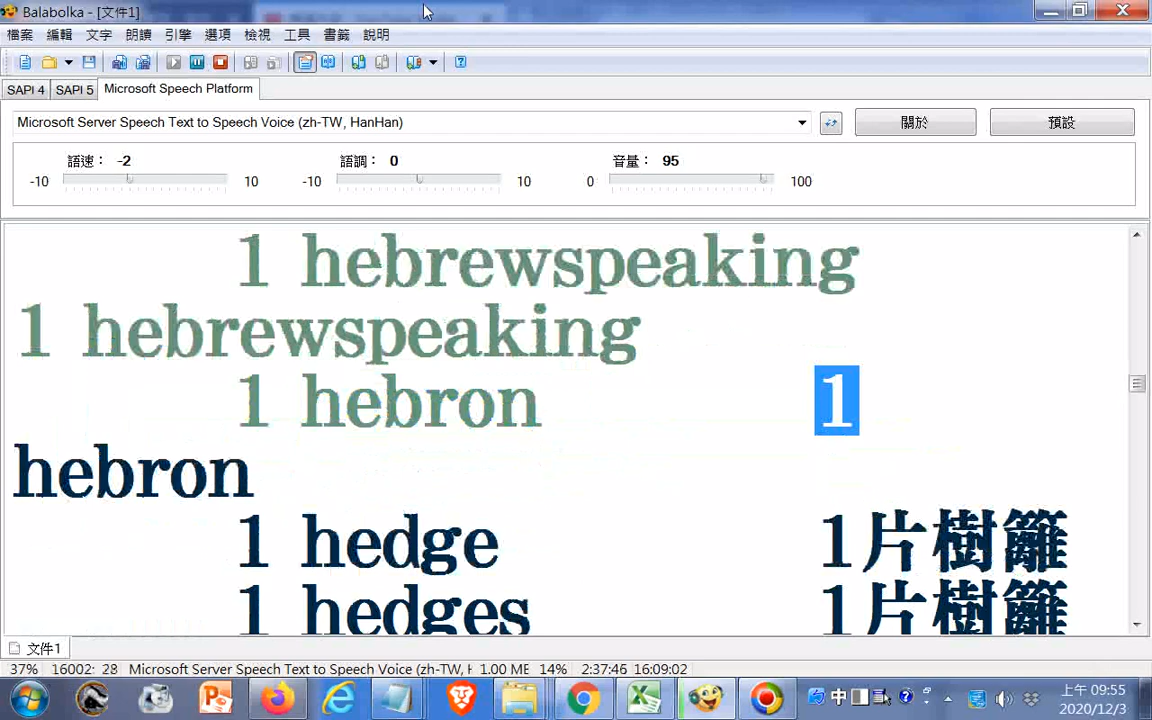 Balabolka - [文件1]
檔案 編輯 文字 朗讀 引擎 選項 檢視 工具 書籤 說明
SAPI 4 SAPI 5 Microsoft Speech Platform
Microsoft Server Speech Text to Speech Voice (zh-TW, HanHan) 關於 預設
語速： -2 語調： 0 音量： 95
-10 10 -10 10 0 100
1 hebrewspeaking
1 hebrewspeaking
1 hebron 1
hebron
1 hedge 1片樹籬
1 hedges 1片樹籬
文件1
37% 16002: 28 Microsoft Server Speech Text to Speech Voice (zh-TW, H 1.00 ME 14% 2:37:46 16:09:02
中 上午 09:55
2020/12/3